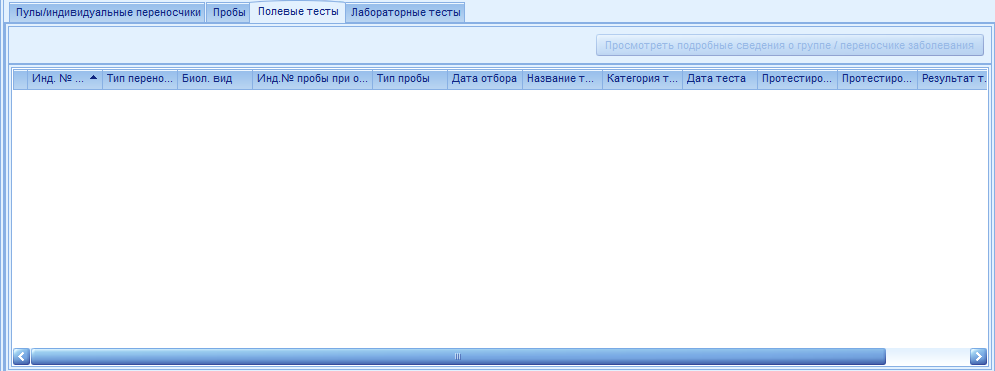 Пулы/индивидуальные переносчики Пробы Полевые тесты Лабораторные тесты
Просмотреть подробные сведения о группе / переносчике заболевания
Инд. № ... Тип перено... Биол. вид Инд.№ пробы при о... Тип пробы Дата отбора Название т... Категория т... Дата теста Протестиро... Протестиро... Результат т...